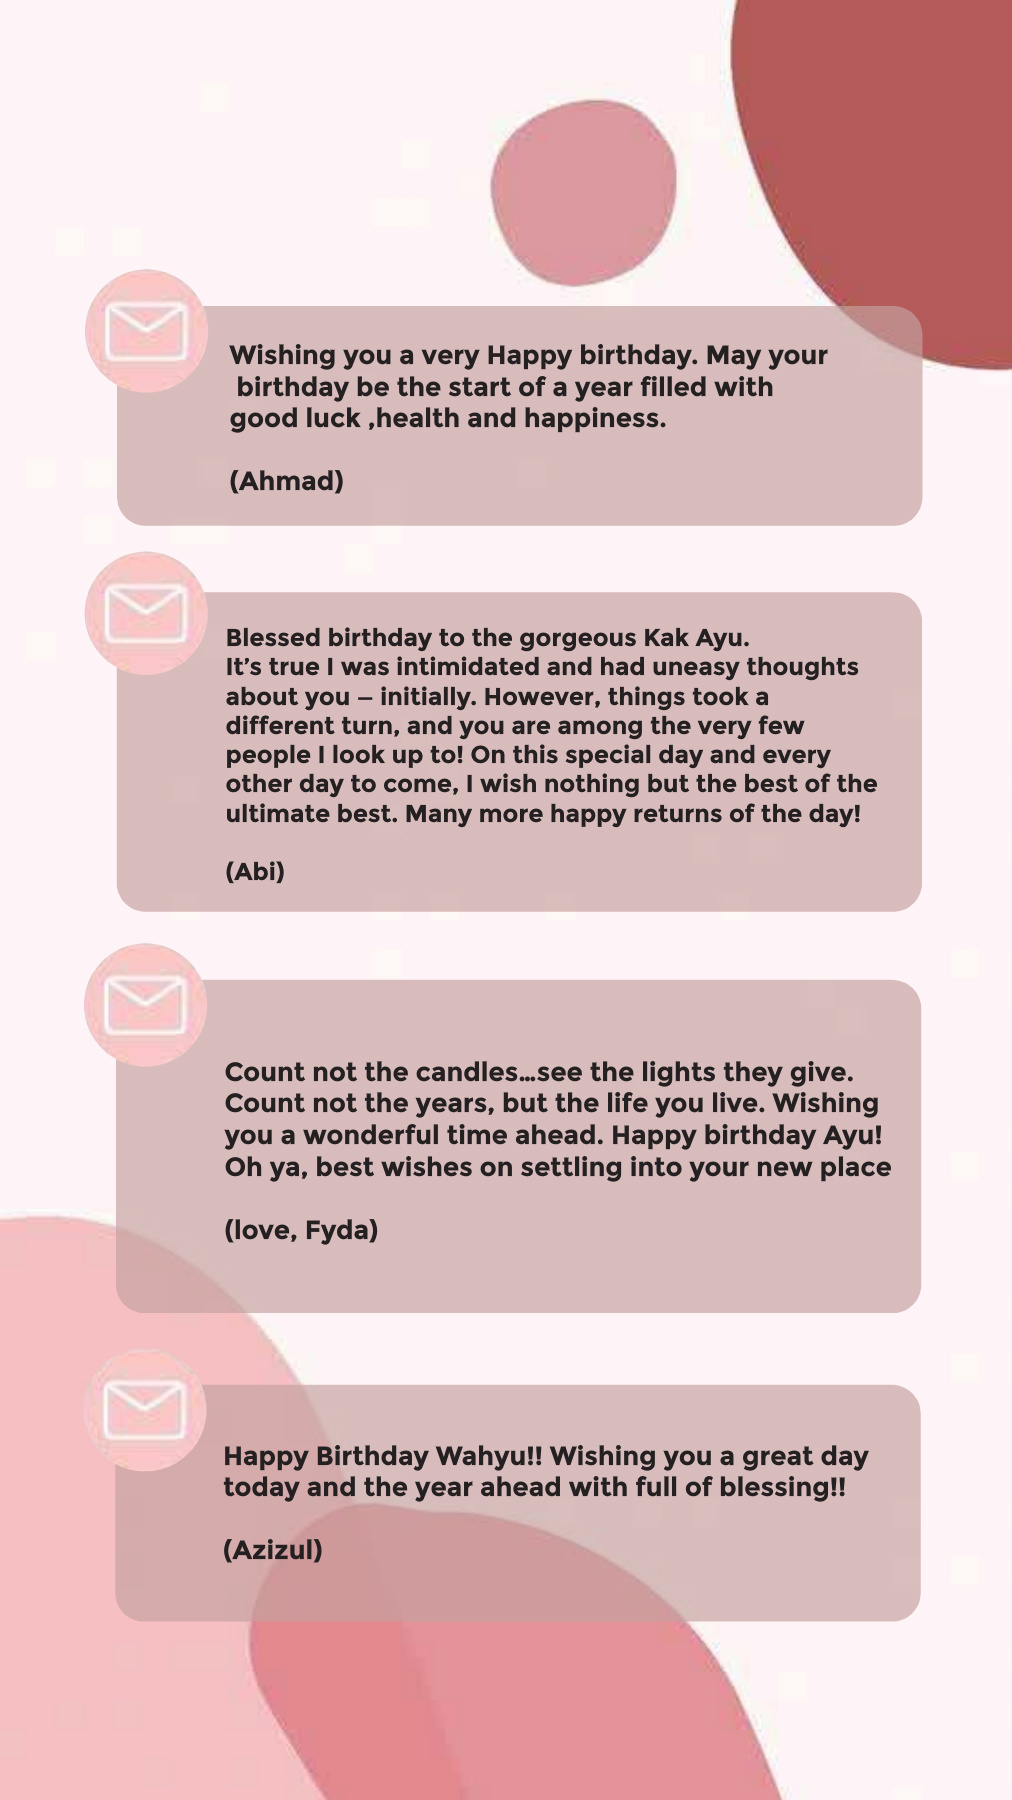 Wishing you a very Happy birthday. May your
birthday be the start of a year filled with
good luck ,health and happiness.
(Ahmad)
Blessed birthday to the gorgeous Kak Ayu.
It’s true I was intimidated and had uneasy thoughts
about you – initially. However, things took a
different turn, and you are among the very few
people I look up to! On this special day and every
other day to come, I wish nothing but the best of the
ultimate best. Many more happy returns of the day!
(Abi)
Count not the candles...see the lights they give.
Count not the years, but the life you live. Wishing
you a wonderful time ahead. Happy birthday Ayu!
Oh ya, best wishes on settling into your new place
(love, Fyda)
Happy Birthday Wahyu!! Wishing you a great day
today and the year ahead with full of blessing!!
(Azizul)